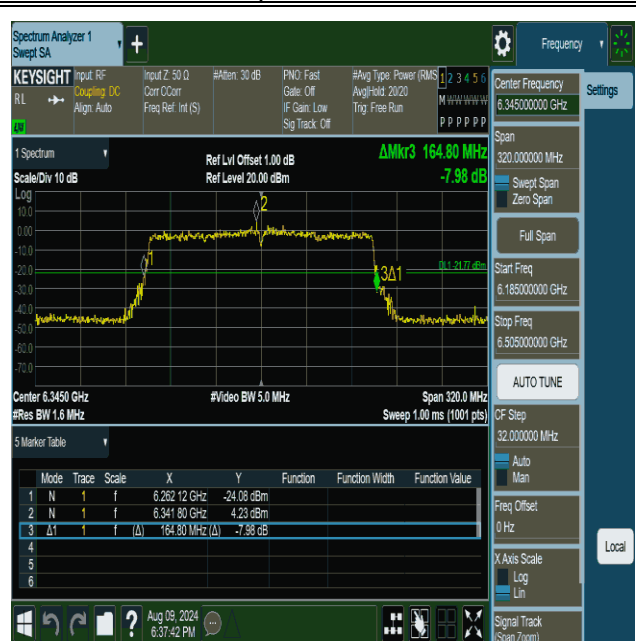 Spectrum Analyzer 1
Swept SA
Frequency
KEYSIGHT
RL
Input: RF
Coupling: DC
Align: Auto
Input Z: 50 Ω
Corr CCorr
Freq Ref: Int (S)
#Atten: 30 dB
PNO: Fast
Gate: Off
IF Gain: Low
Sig Track: Off
#Avg Type: Power (RMS
Avg|Hold: 20/20
Trig: Free Run
1 2 3 4 5 6
M W W W W W
P P P P P P
Center Frequency
6.345000000 GHz
Settings
Span
320.000000 MHz
Swept Span
Zero Span
Full Span
Start Freq
6.185000000 GHz
Stop Freq
6.505000000 GHz
AUTO TUNE
CF Step
32.000000 MHz
Auto
Man
Freq Offset
0 Hz
X Axis Scale
Log
Lin
Local
Signal Track
(Span Zoom)
1 Spectrum
Scale/Div 10 dB
Ref Lvl Offset 1.00 dB
Ref Level 20.00 dBm
ΔMkr3 164.80 MHz
-7.98 dB
Log
10.0
0.00
-10.0
-20.0
-30.0
-40.0
-50.0
-60.0
-70.0
2
1
3Δ1
DL1 -21.77 dBm
Center 6.3450 GHz
#Video BW 5.0 MHz
Span 320.0 MHz
#Res BW 1.6 MHz
Sweep 1.00 ms (1001 pts)
5 Marker Table
Mode Trace Scale X Y Function Function Width Function Value
1 N 1 f 6.262 12 GHz -24.08 dBm
2 N 1 f 6.341 80 GHz 4.23 dBm
3 Δ1 1 f (Δ) 164.80 MHz (Δ) -7.98 dB
4
5
6
?
Aug 09, 2024
6:37:42 PM